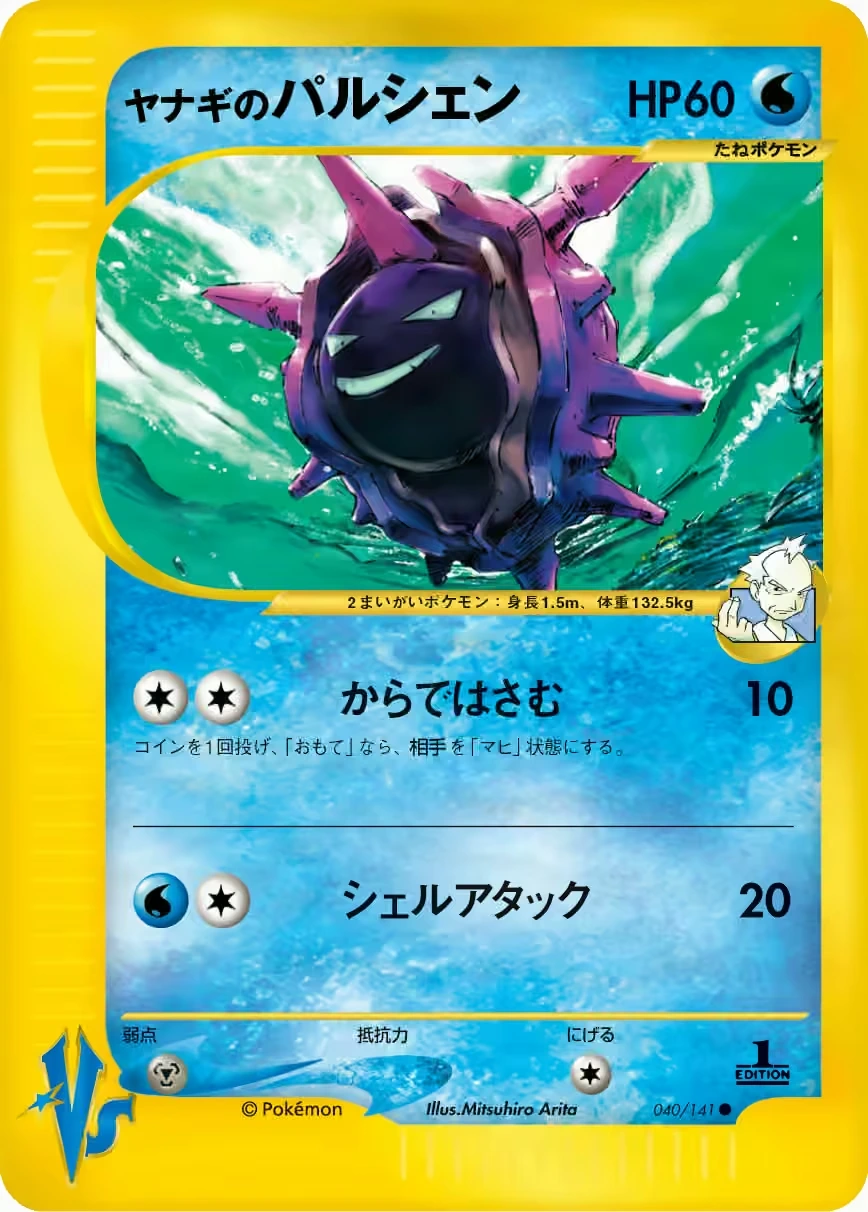 ヤナギのパルシェン HP60
たねポケモン
2まいがいポケモン：身長1.5m、体重132.5kg
からではさむ 10
コインを1回投げ、「おもて」なら、相手を「マヒ」状態にする。
シェルアタック 20
弱点 抵抗力 にげる
1
EDITION
VS
© Pokémon Illus.Mitsuhiro Arita 040/141